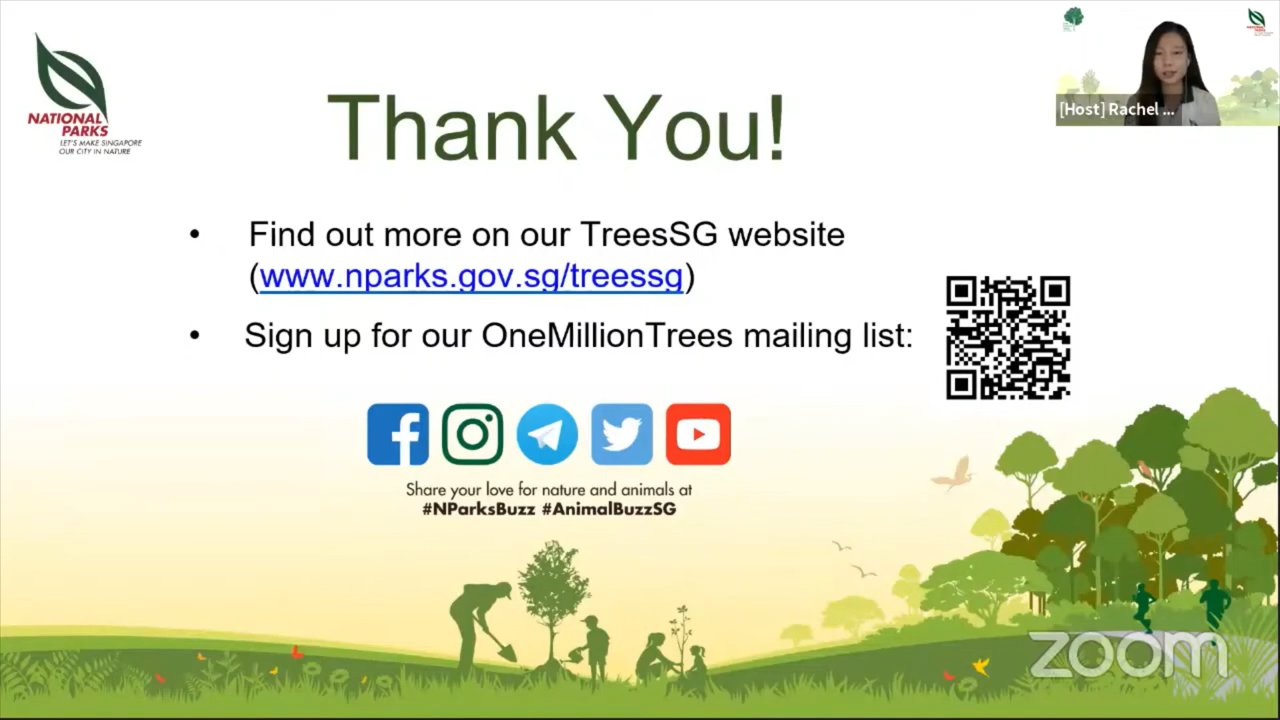 NATIONAL
PARKS
LET'S MAKE SINGAPORE
OUR CITY IN NATURE
[Host] Rachel ...
Thank You!
• Find out more on our TreesSG website
(www.nparks.gov.sg/treessg)
• Sign up for our OneMillionTrees mailing list:
Share your love for nature and animals at
#NParksBuzz #AnimalBuzzSG
zoom